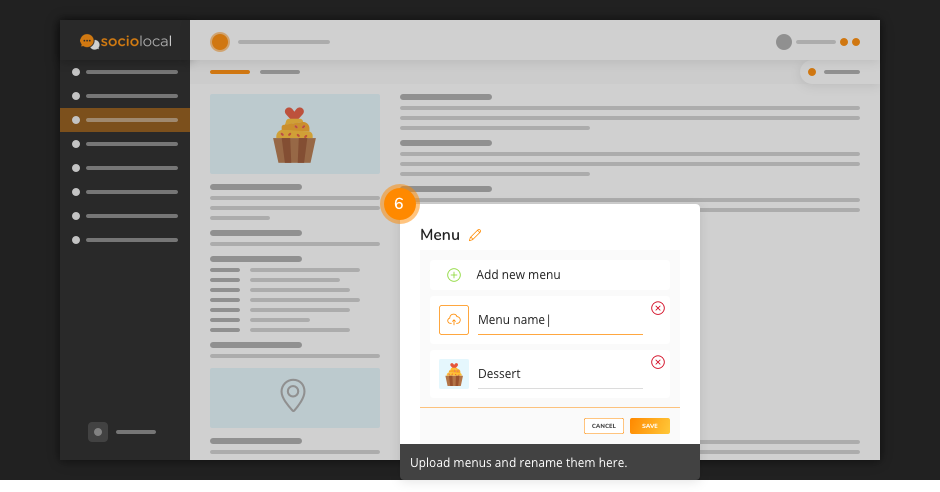 sociolocal
6
Menu
Add new menu
Menu name
Dessert
CANCEL
SAVE
Upload menus and rename them here.